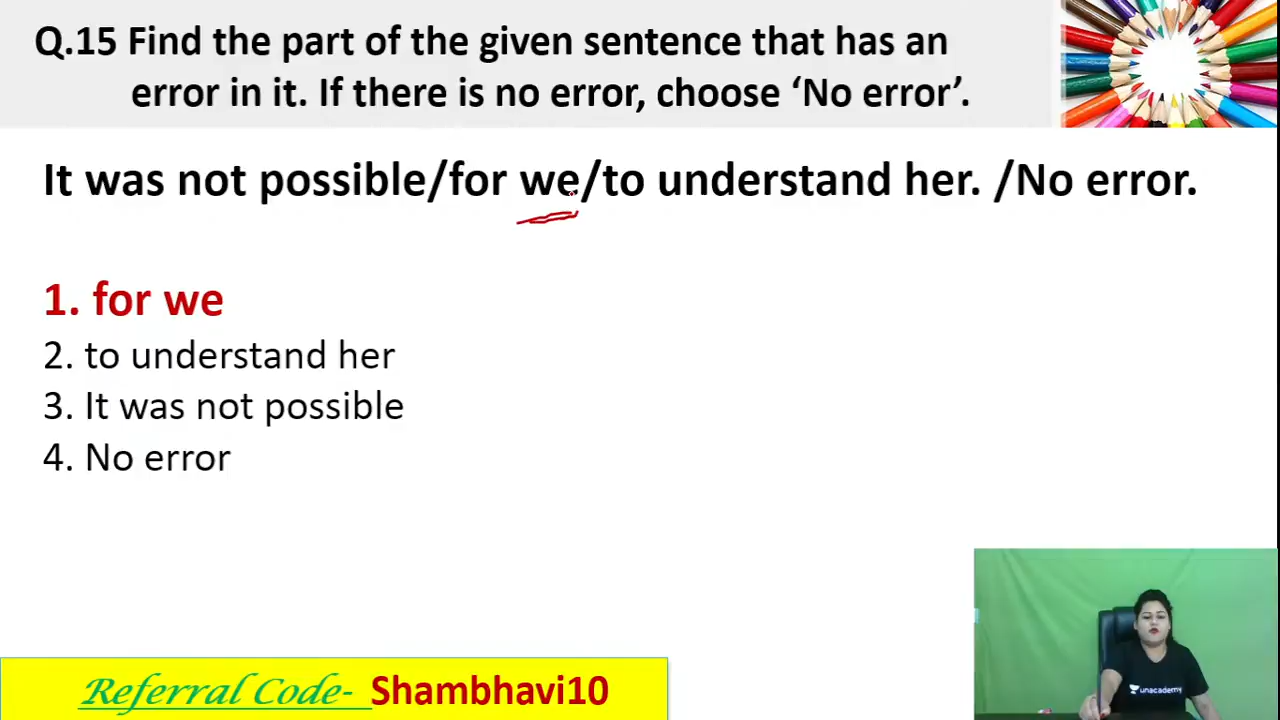 Q.15 Find the part of the given sentence that has an
error in it. If there is no error, choose ‘No error’.
It was not possible/for we/to understand her. /No error.
1. for we
2. to understand her
3. It was not possible
4. No error
unacademy
Referral Code- Shambhavi10